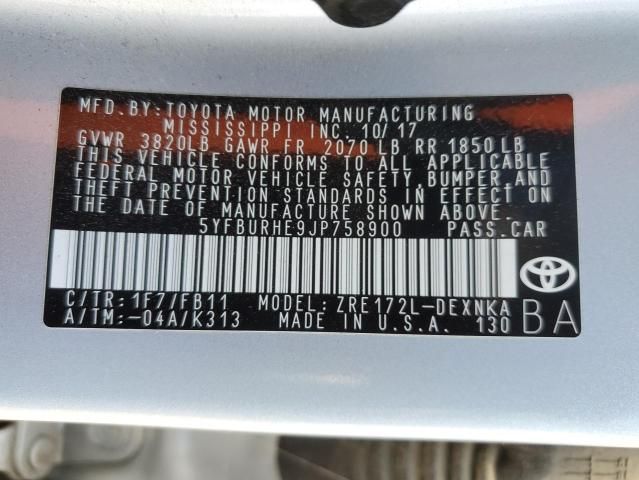 MFD. BY: TOYOTA MOTOR MANUFACTURING
MISSISSIPPI INC. 10/17
GVWR 3820LB GAWR FR 2070 LB RR 1850 LB
THIS VEHICLE CONFORMS TO ALL APPLICABLE
FEDERAL MOTOR VEHICLE SAFETY, BUMPER AND
THEFT PREVENTION STANDARDS IN EFFECT ON
THE DATE OF MANUFACTURE SHOWN ABOVE.
5YFBURHE9JP758900 PASS. CAR
TOYOTA
C/TR: 1F7/FB11 MODEL: ZRE172L-DEXNKA
A/TM: -04A/K313 MADE IN U.S.A. 130
BA